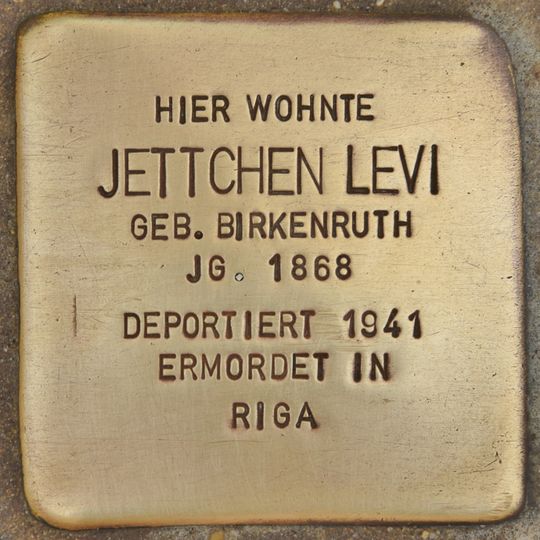 HIER WOHNTE
JETTCHEN LEVI
GEB. BIRKENRUTH
JG. 1868
DEPORTIERT 1941
ERMORDET IN
RIGA